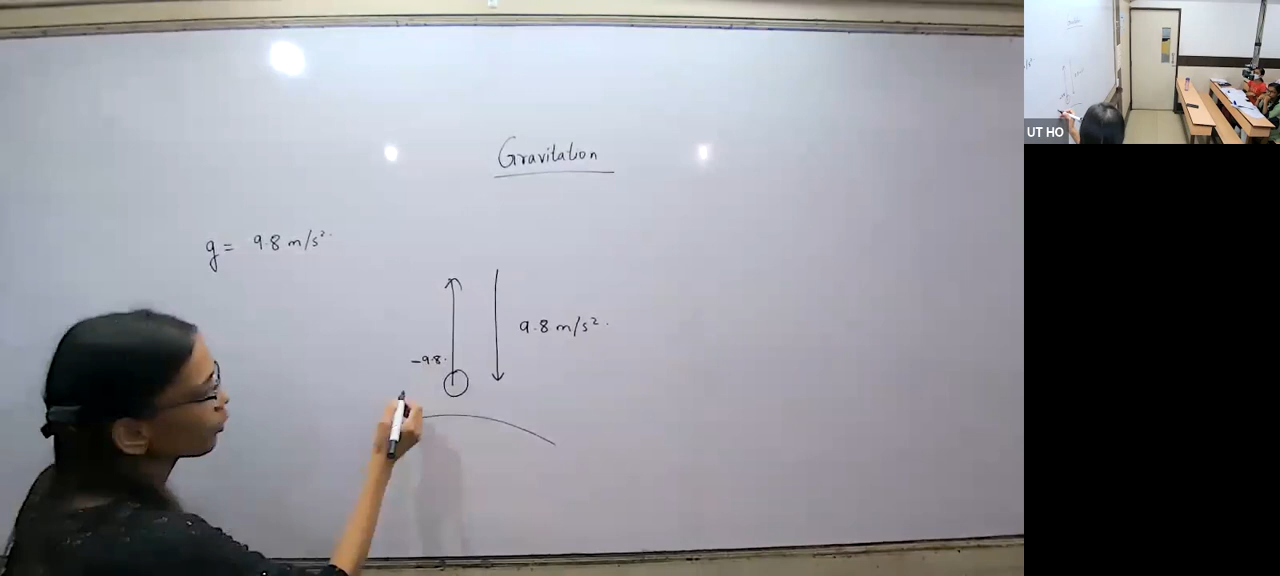 Gravitation
g = 9.8 m/s².
9.8 m/s².
-9.8.
UT HO